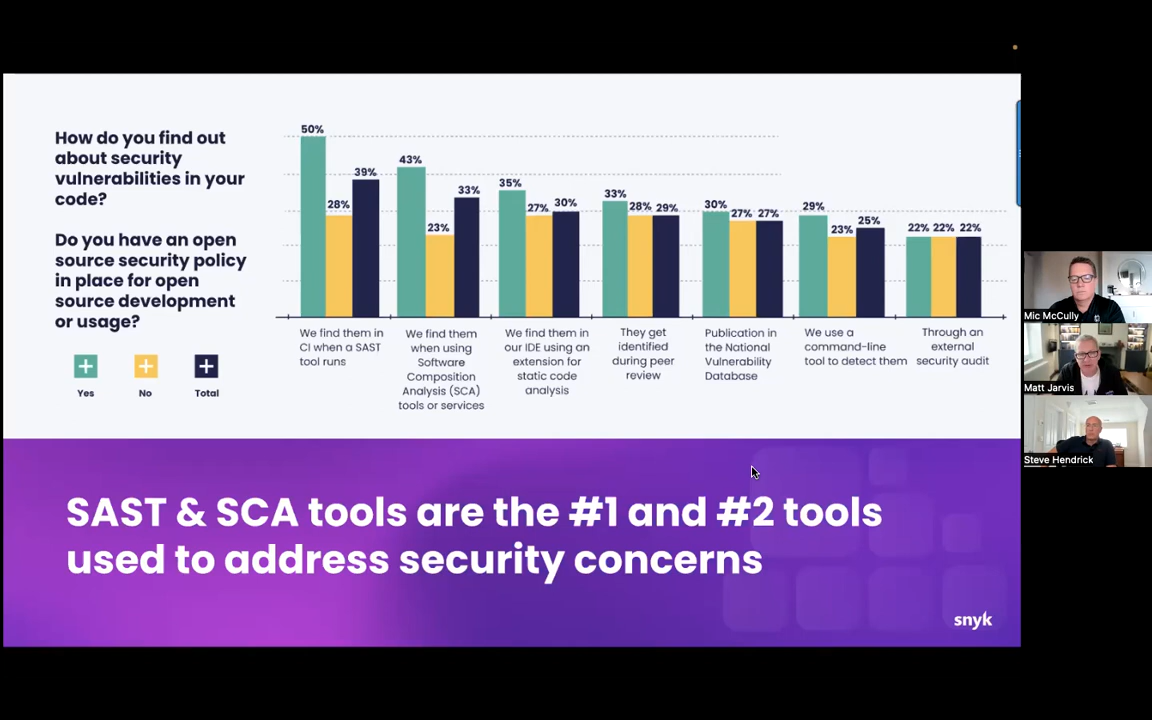 How do you find out
about security
vulnerabilities in your
code?
Do you have an open
source security policy
in place for open
source development
or usage?
Yes
No
Total
50%
28%
39%
43%
23%
33%
35%
27%
30%
33%
28%
29%
30%
27%
27%
29%
23%
25%
22%
22%
22%
We find them in
CI when a SAST
tool runs
We find them
when using
Software
Composition
Analysis (SCA)
tools or services
We find them in
our IDE using an
extension for
static code
analysis
They get
identified
during peer
review
Publication in
the National
Vulnerability
Database
We use a
command-line
tool to detect them
Through an
external
security audit
SAST & SCA tools are the #1 and #2 tools
used to address security concerns
snyk
Mic McCully
Matt Jarvis
Steve Hendrick